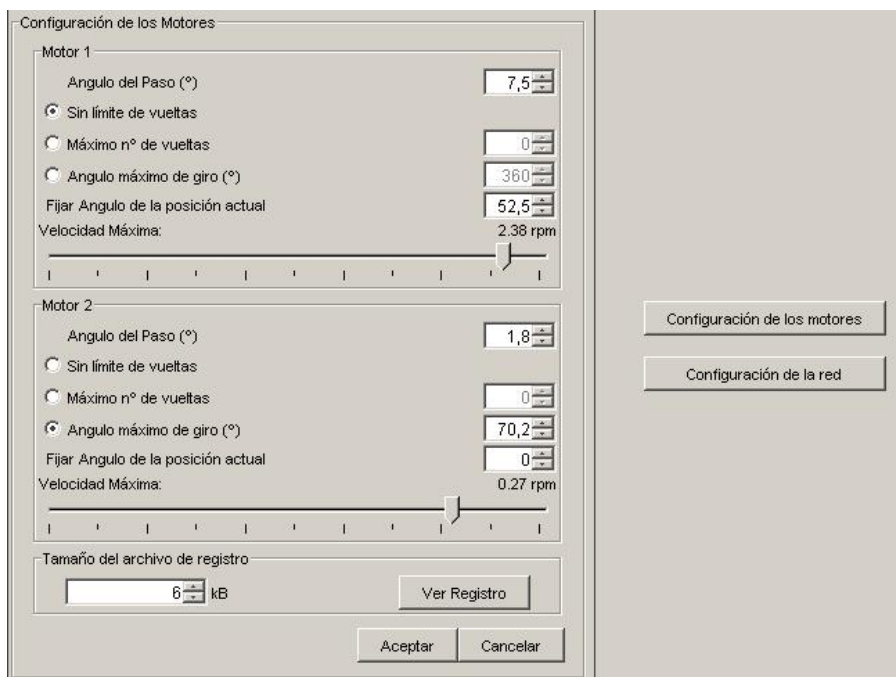 Configuración de los Motores
Motor 1
Angulo del Paso (º) 7,5
Sin límite de vueltas
Máximo nº de vueltas 0
Angulo máximo de giro (º) 360
Fijar Angulo de la posición actual 52,5
Velocidad Máxima: 2.38 rpm
Motor 2
Angulo del Paso (º) 1,8
Sin límite de vueltas
Máximo nº de vueltas 0
Angulo máximo de giro (º) 70,2
Fijar Angulo de la posición actual 0
Velocidad Máxima: 0.27 rpm
Tamaño del archivo de registro
6 kB Ver Registro
Aceptar Cancelar
Configuración de los motores
Configuración de la red